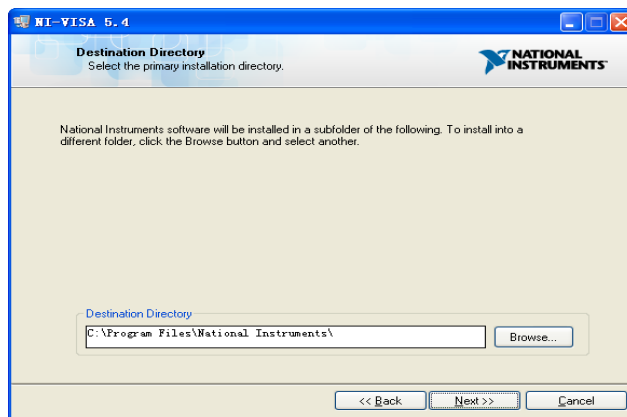 NI-VISA 5.4
Destination Directory
Select the primary installation directory.
NATIONAL
INSTRUMENTS
National Instruments software will be installed in a subfolder of the following. To install into a
different folder, click the Browse button and select another.
Destination Directory
C:\Program Files\National Instruments\
Browse...
<< Back
Next >>
Cancel